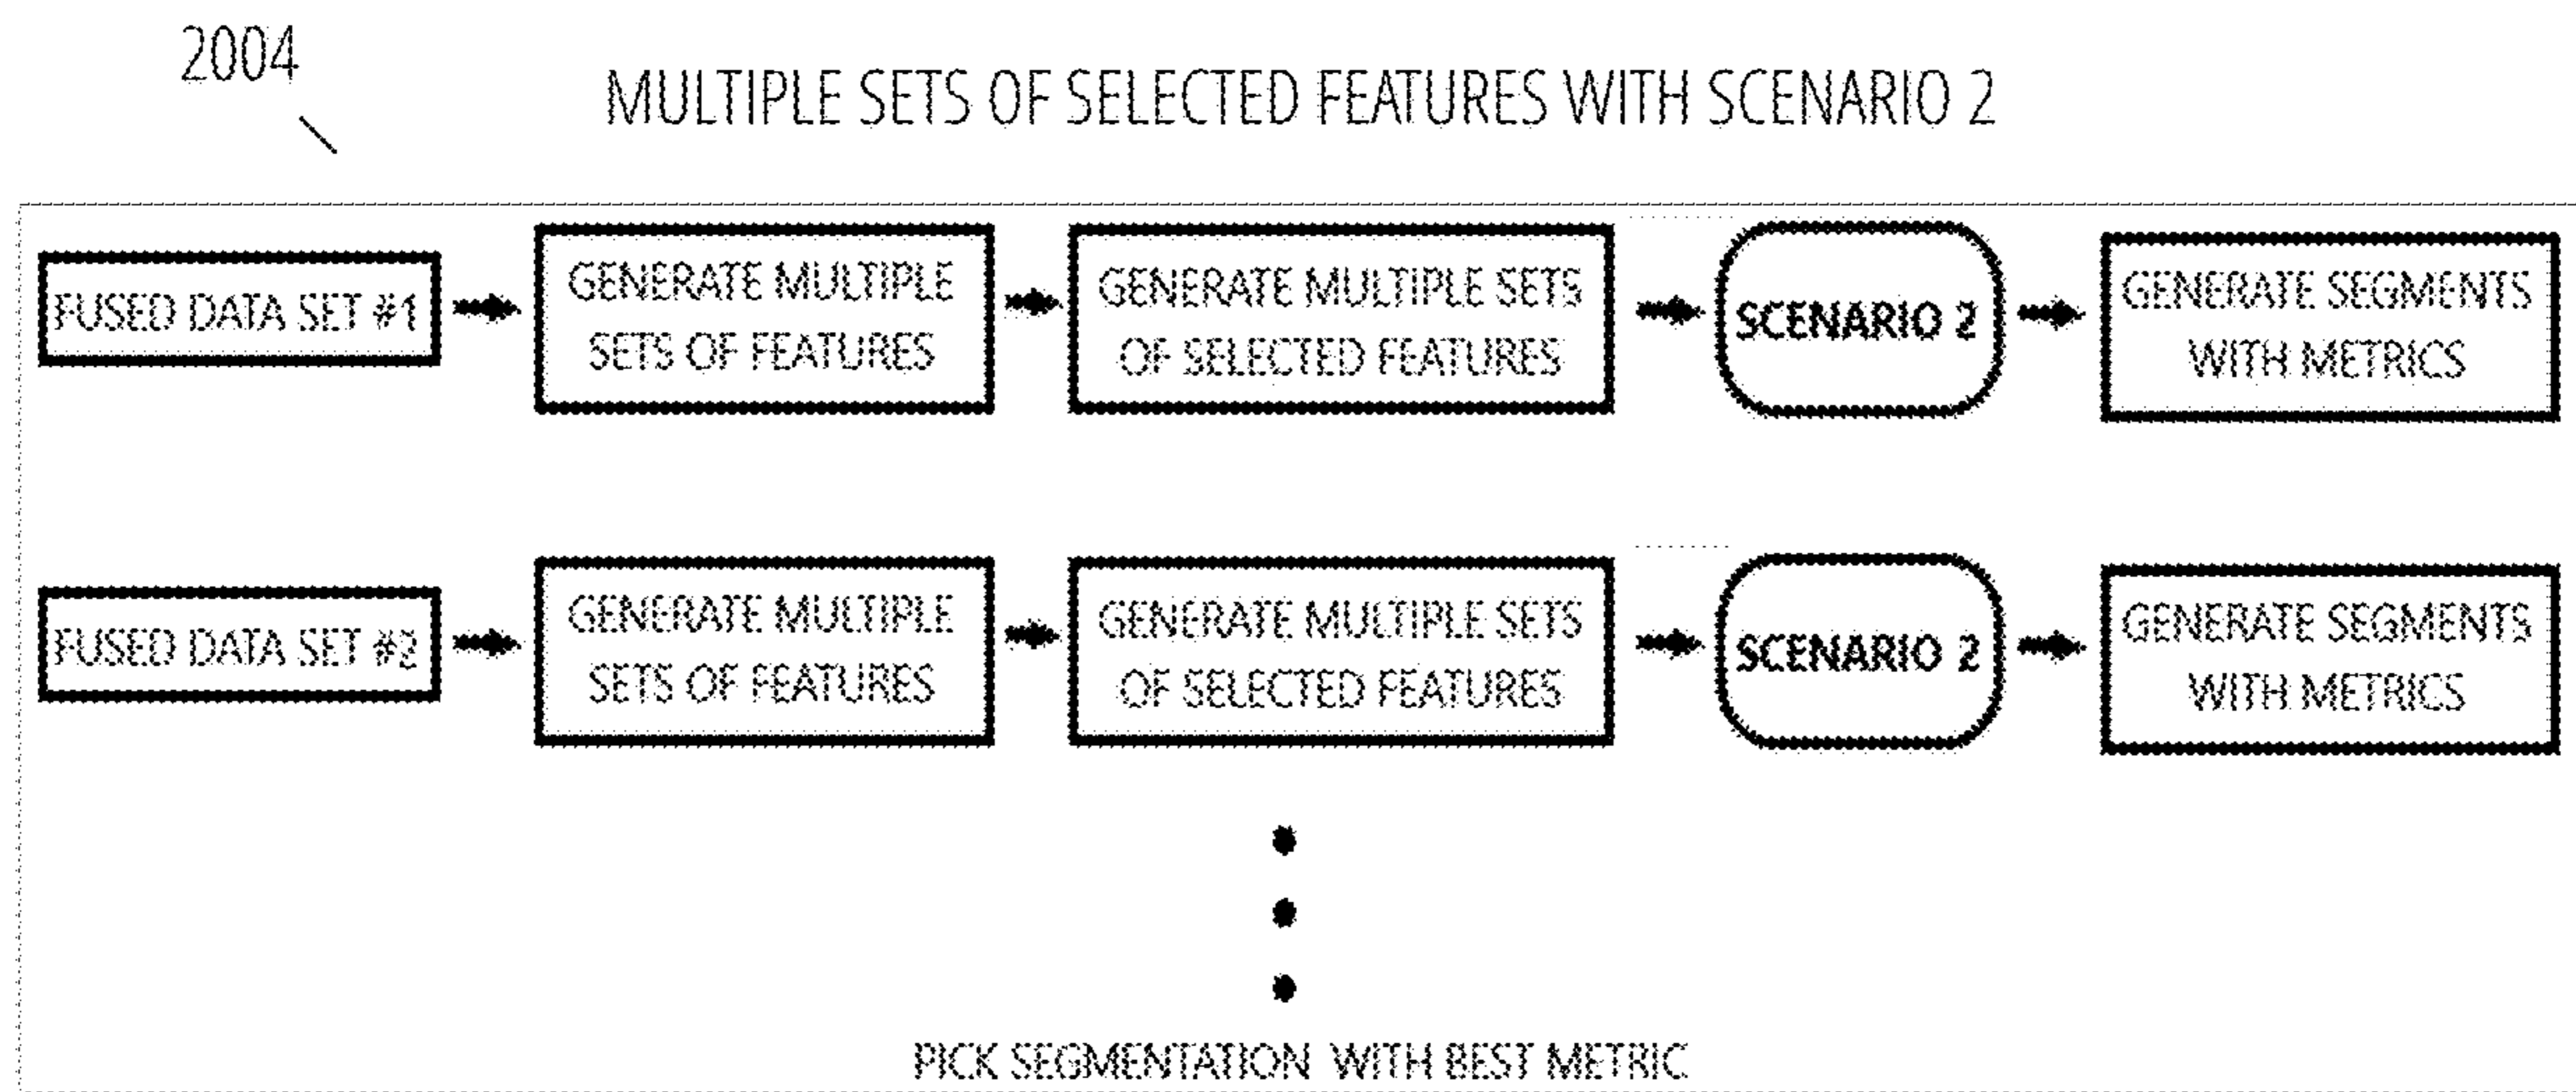 2004
MULTIPLE SETS OF SELECTED FEATURES WITH SCENARIO 2
FUSED DATA SET #1
GENERATE MULTIPLE
SETS OF FEATURES
GENERATE MULTIPLE SETS
OF SELECTED FEATURES
SCENARIO 2
GENERATE SEGMENTS
WITH METRICS
FUSED DATA SET #2
GENERATE MULTIPLE
SETS OF FEATURES
GENERATE MULTIPLE SETS
OF SELECTED FEATURES
SCENARIO 2
GENERATE SEGMENTS
WITH METRICS
PICK SEGMENTATION WITH BEST METRIC